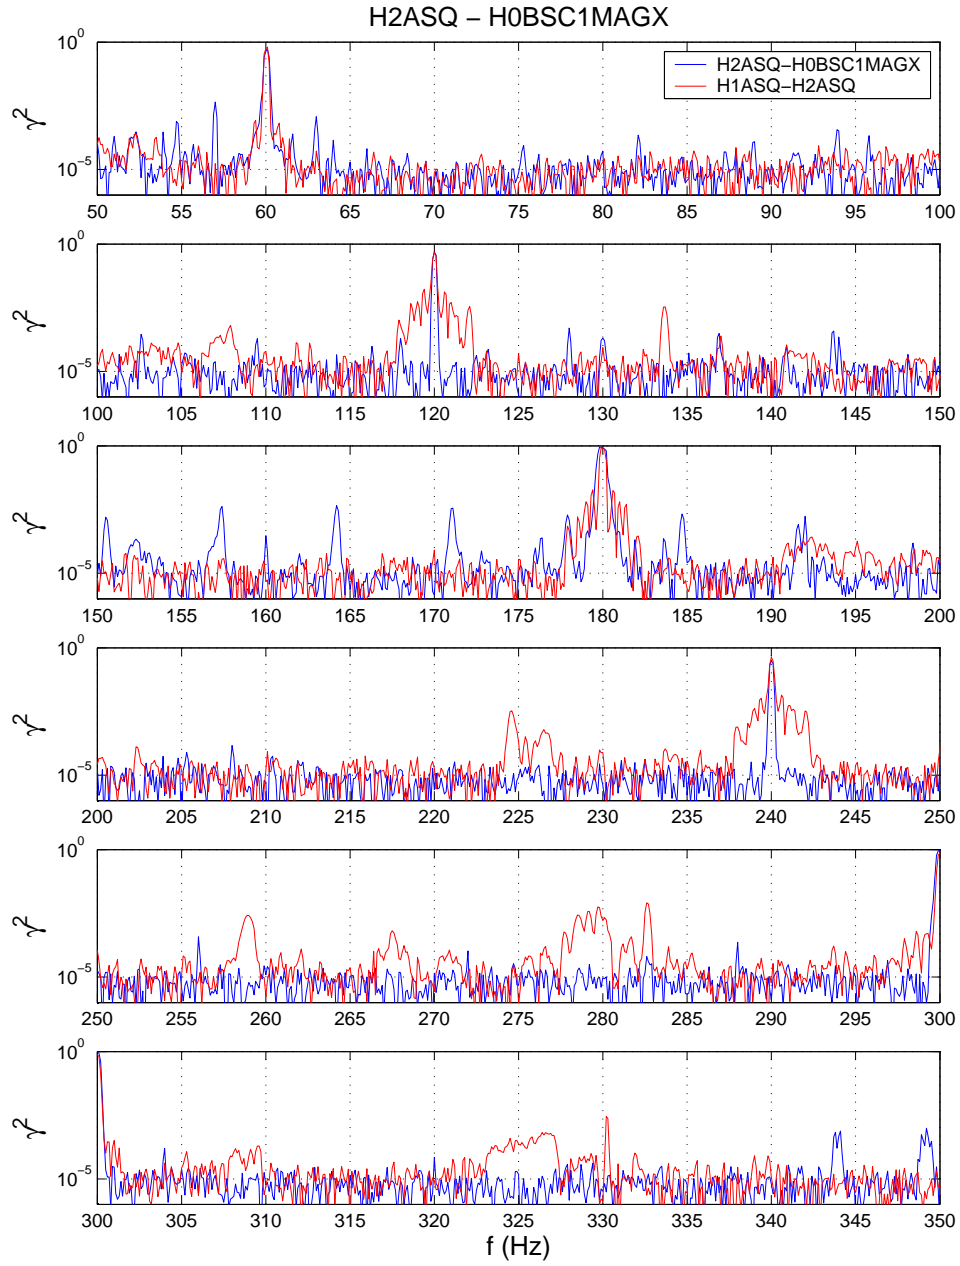 H2ASQ − H0BSC1MAGX
10^0
H2ASQ−H0BSC1MAGX
H1ASQ−H2ASQ
γ^2
10^−5
50 55 60 65 70 75 80 85 90 95 100
10^0
γ^2
10^−5
100 105 110 115 120 125 130 135 140 145 150
10^0
γ^2
10^−5
150 155 160 165 170 175 180 185 190 195 200
10^0
γ^2
10^−5
200 205 210 215 220 225 230 235 240 245 250
10^0
γ^2
10^−5
250 255 260 265 270 275 280 285 290 295 300
10^0
γ^2
10^−5
300 305 310 315 320 325 330 335 340 345 350
f (Hz)